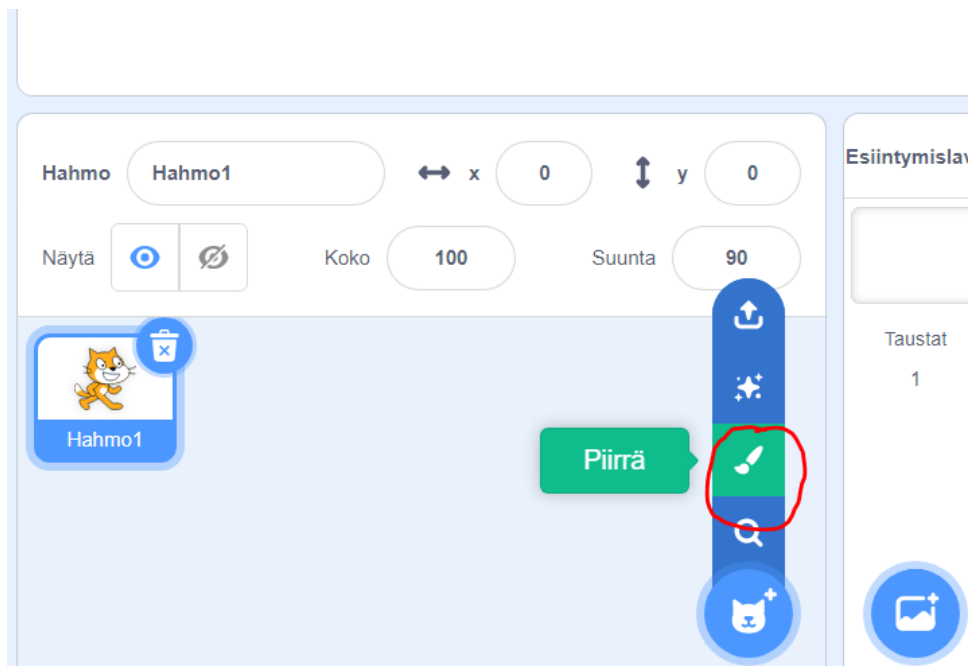 Hahmo Hahmo1 x 0 y 0
Esiintymislav
Näytä Koko 100 Suunta 90
Taustat
1
Hahmo1
Piirrä